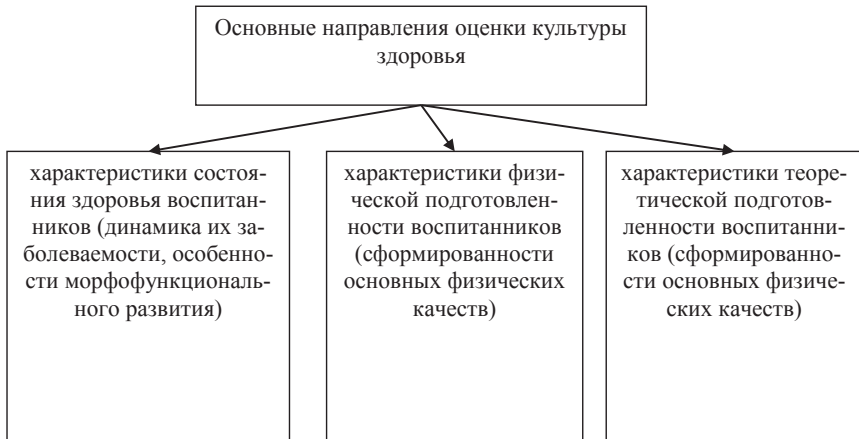 Основные направления оценки культуры
здоровья
характеристики состоя-
ния здоровья воспитан-
ников (динамика их за-
болеваемости, особенно-
сти морфофункциональ-
ного развития)
характеристики физи-
ческой подготовлен-
ности воспитанников
(сформированности
основных физических
качеств)
характеристики теоре-
тической подготов-
ленности воспитанни-
ков (сформированно-
сти основных физиче-
ских качеств)